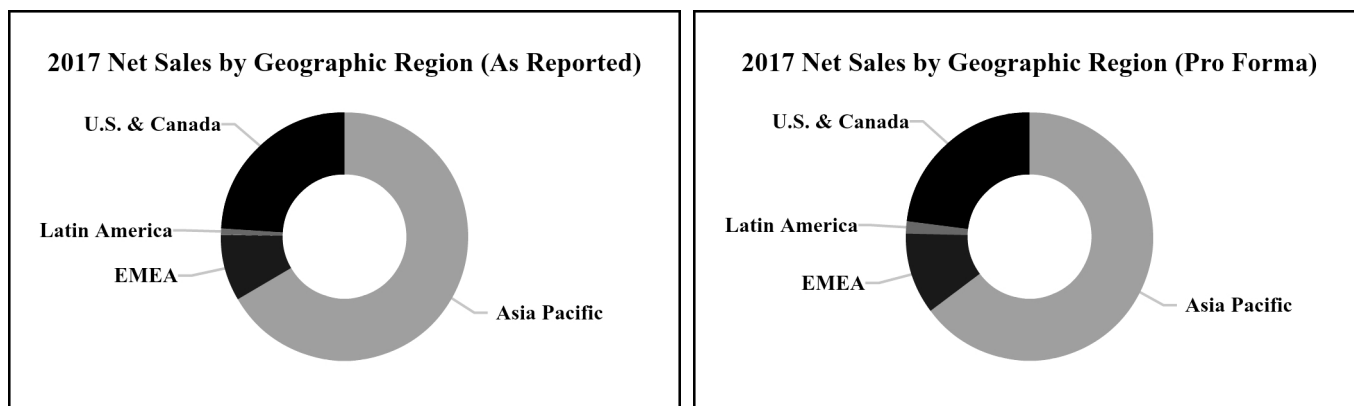 2017 Net Sales by Geographic Region (As Reported)
U.S. & Canada
Latin America
EMEA
Asia Pacific
2017 Net Sales by Geographic Region (Pro Forma)
U.S. & Canada
Latin America
EMEA
Asia Pacific